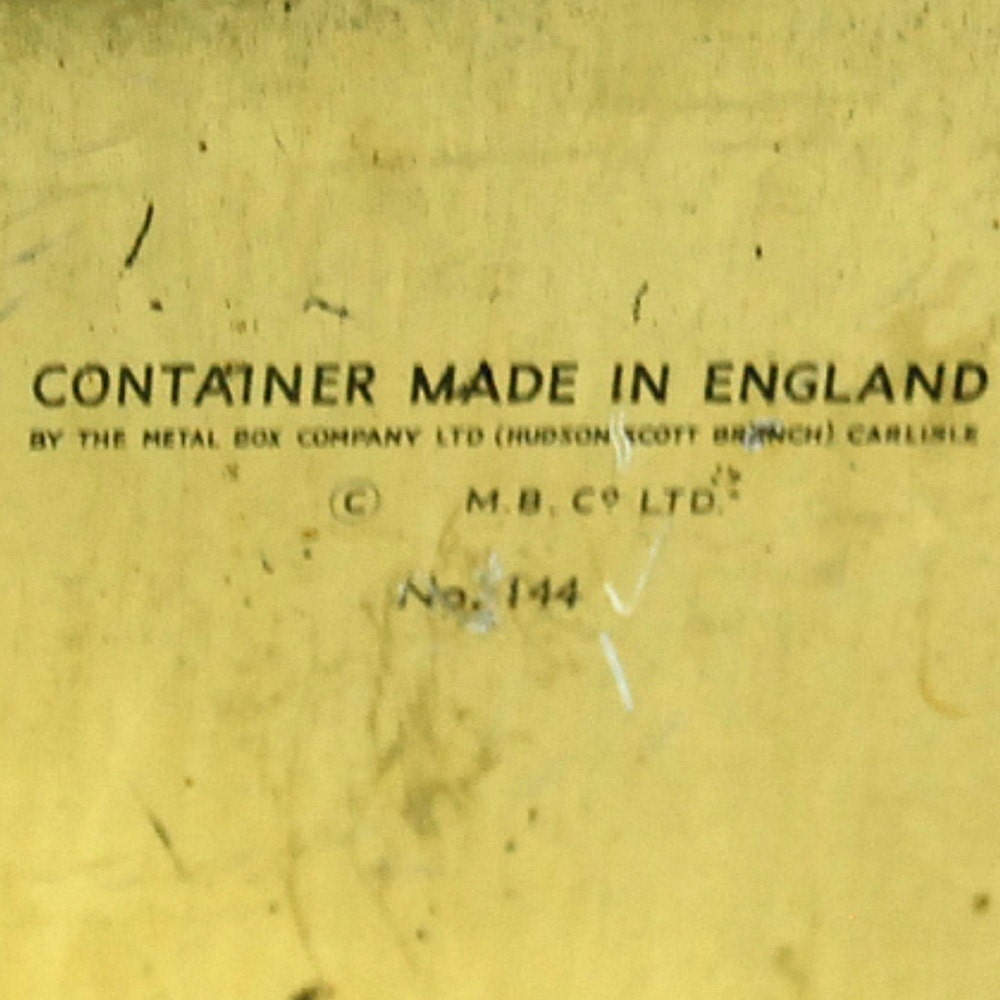 CONTAINER MADE IN ENGLAND
BY THE METAL BOX COMPANY LTD (HUDSON SCOTT BRANCH) CARLISLE
© M.B. Cº LTD.
No. 144